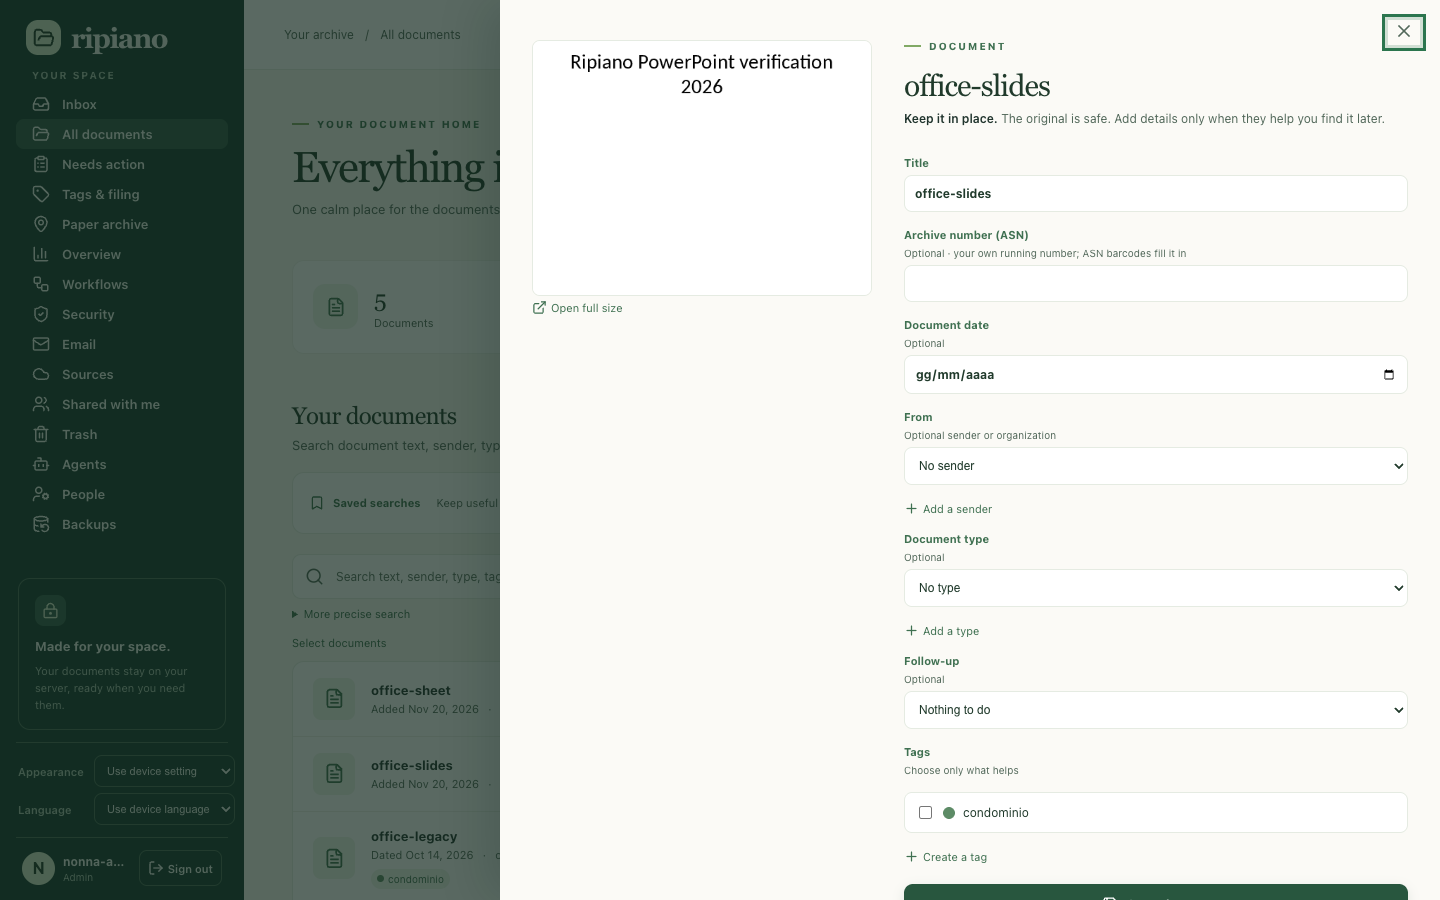 ripiano
YOUR SPACE
Inbox
All documents
Needs action
Tags & filing
Paper archive
Overview
Workflows
Security
Email
Sources
Shared with me
Trash
Agents
People
Backups
Made for your space.
Your documents stay on your
server, ready when you need
them.
Appearance
Use device setting
Language
Use device language
N
nonna-a...
Admin
Sign out
Your archive / All documents
YOUR DOCUMENT HOME
Everything
One calm place for the documents
5
Documents
Your documents
Search document text, sender, typ
Saved searches
Keep useful
Search text, sender, type, tag
More precise search
Select documents
office-sheet
Added Nov 20, 2026 ·
office-slides
Added Nov 20, 2026 ·
office-legacy
Dated Oct 14, 2026 ·
condominio
Ripiano PowerPoint verification
2026
Open full size
DOCUMENT
office-slides
Keep it in place. The original is safe. Add details only when they help you find it later.
Title
office-slides
Archive number (ASN)
Optional · your own running number; ASN barcodes fill it in
Document date
Optional
gg/mm/aaaa
From
Optional sender or organization
No sender
Add a sender
Document type
Optional
No type
Add a type
Follow-up
Optional
Nothing to do
Tags
Choose only what helps
condominio
Create a tag